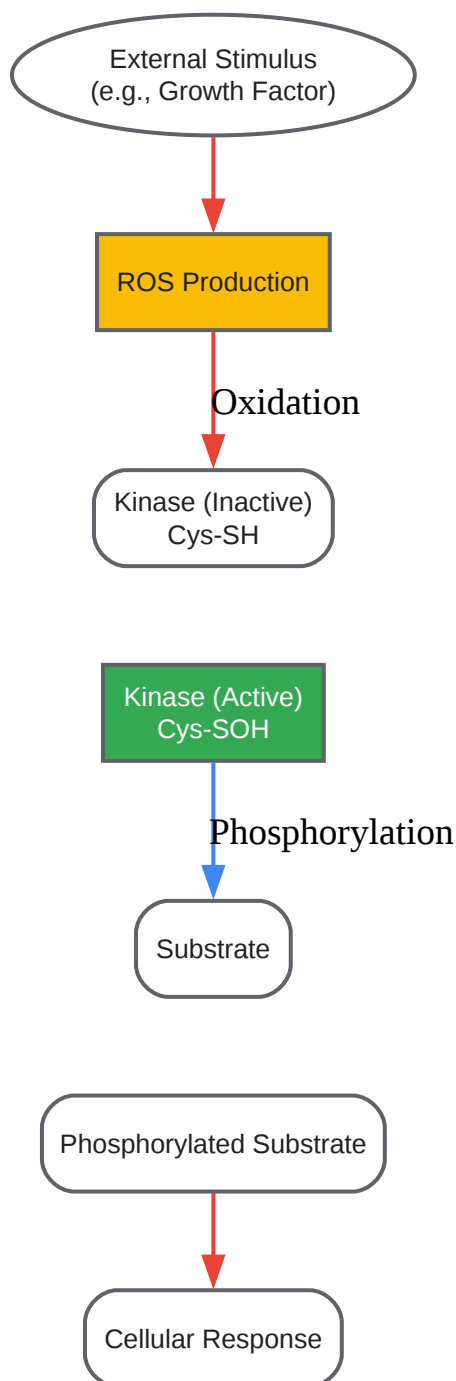 External Stimulus
(e.g., Growth Factor)
ROS Production
Oxidation
Kinase (Inactive)
Cys-SH
Kinase (Active)
Cys-SOH
Phosphorylation
Substrate
Phosphorylated Substrate
Cellular Response